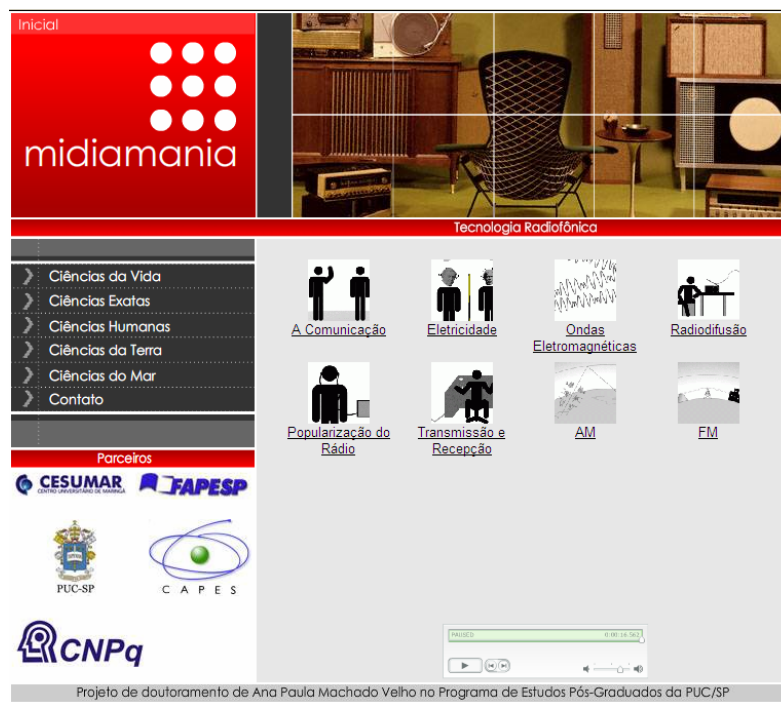 Inicial
midiamania
Tecnologia Radiofônica
Ciências da Vida
Ciências Exatas
Ciências Humanas
Ciências da Terra
Ciências do Mar
Contato
Parceiros
CESUMAR
CENTRO UNIVERSITÁRIO DE MARINGÁ
FAPESP
PUC-SP
CAPES
CNPq
A Comunicação
Eletricidade
Ondas
Eletromagnéticas
Radiodifusão
Popularização do
Rádio
Transmissão e
Recepção
AM
FM
PAUSED 0:00:16.562
Projeto de doutoramento de Ana Paula Machado Velho no Programa de Estudos Pós-Graduados da PUC/SP